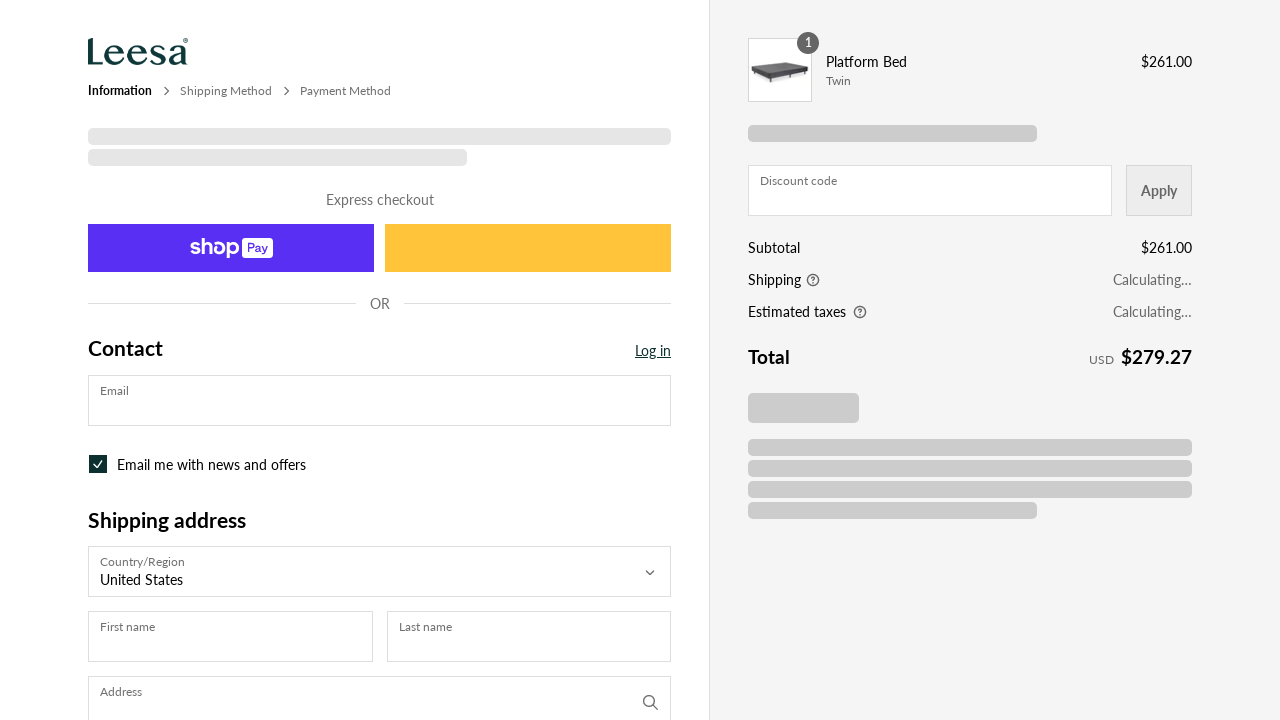 Leesa®
Information > Shipping Method > Payment Method
Express checkout
shop Pay
OR
Contact
Log in
Email
Email me with news and offers
Shipping address
Country/Region
United States
First name
Last name
Address
1
Platform Bed
$261.00
Twin
Discount code
Apply
Subtotal
$261.00
Shipping
Calculating...
Estimated taxes
Calculating...
Total
USD $279.27